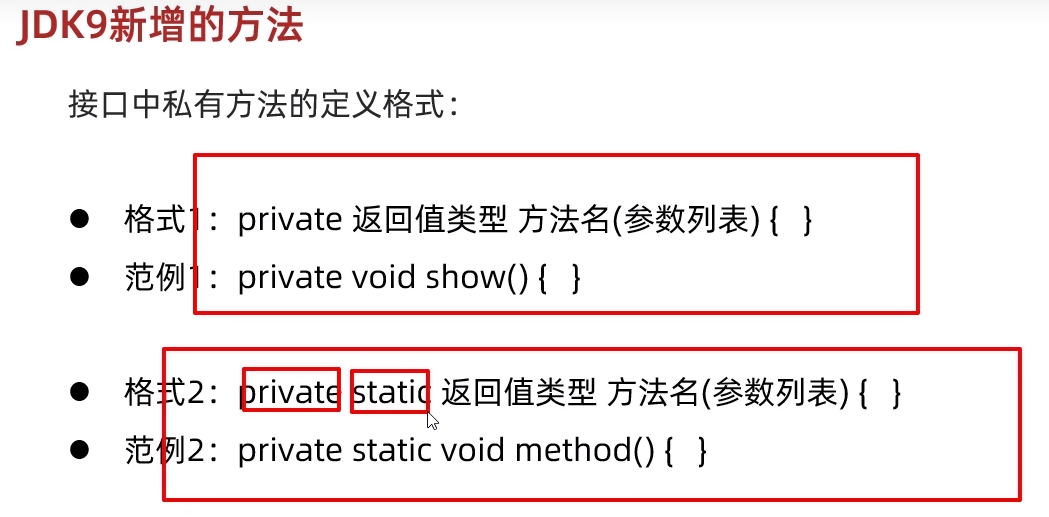 JDK9新增的方法
接口中私有方法的定义格式：
格式1：private 返回值类型 方法名(参数列表) {   }
范例1：private void show() {   }
格式2：private static 返回值类型 方法名(参数列表) {   }
范例2：private static void method() {   }